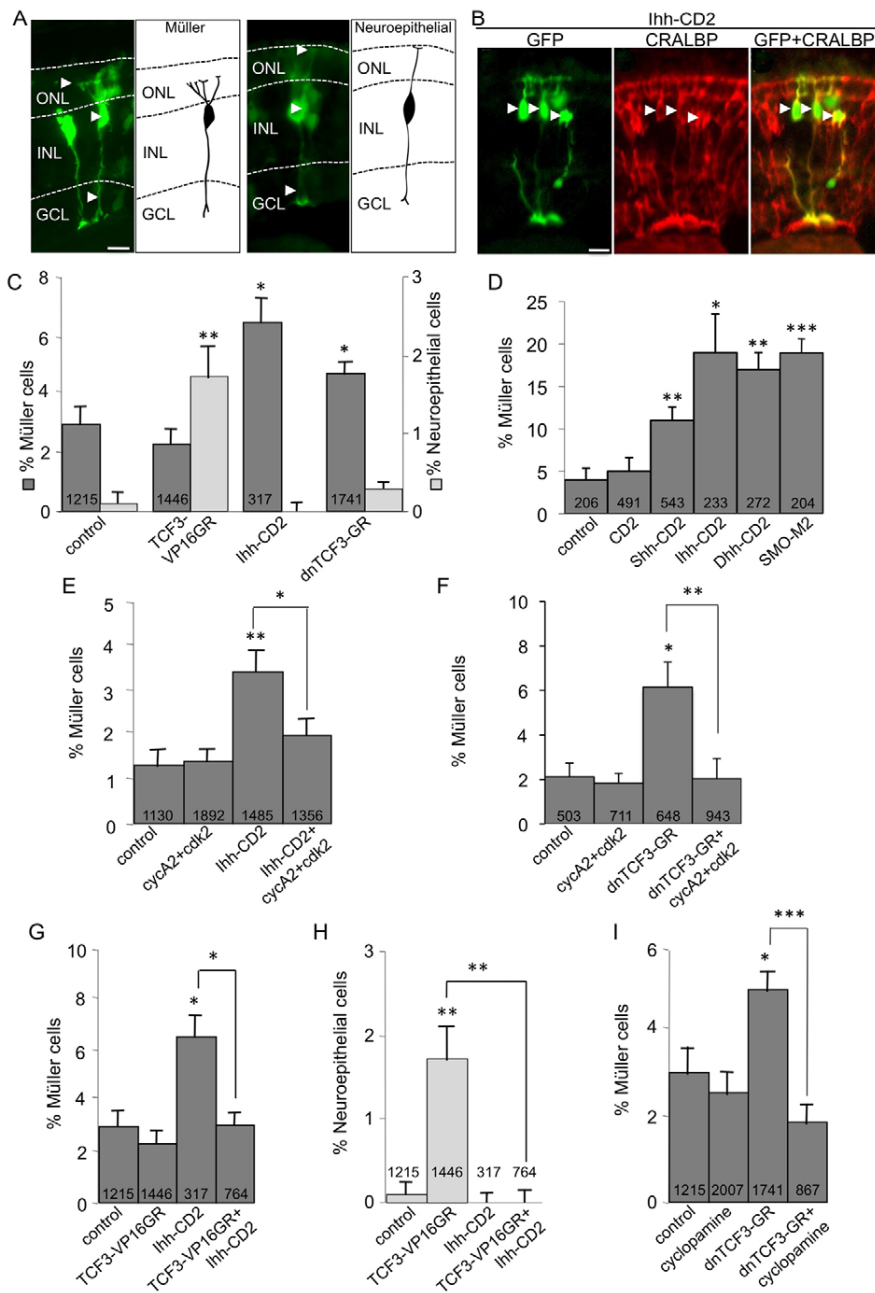 A
Müller
Neuroepithelial
ONL
ONL
ONL
ONL
INL
INL
INL
INL
GCL
GCL
GCL
GCL
B
Ihh-CD2
GFP
CRALBP
GFP+CRALBP
C
% Müller cells
8
6
4
2
0
3
2
1
0
% Neuroepithelial cells
**
*
*
1215
1446
317
1741
control
TCF3-
VP16GR
Ihh-CD2
dnTCF3-GR
D
% Müller cells
25
20
15
10
5
0
**
*
**
***
206
491
543
233
272
204
control
CD2
Shh-CD2
Ihh-CD2
Dhh-CD2
SMO-M2
E
% Müller cells
5
4
3
2
1
0
*
**
1130
1892
1485
1356
control
cycA2+cdk2
Ihh-CD2
Ihh-CD2+
cycA2+cdk2
F
% Müller cells
10
8
6
4
2
0
**
*
503
711
648
943
control
cycA2+cdk2
dnTCF3-GR
dnTCF3-GR+
cycA2+cdk2
G
% Müller cells
10
8
6
4
2
0
*
*
1215
1446
317
764
control
TCF3-VP16GR
Ihh-CD2
TCF3-VP16GR+
Ihh-CD2
H
% Neuroepithelial cells
3
2
1
0
**
**
1215
1446
317
764
control
TCF3-VP16GR
Ihh-CD2
TCF3-VP16GR+
Ihh-CD2
I
% Müller cells
6
4
2
0
***
*
1215
2007
1741
867
control
cyclopamine
dnTCF3-GR
dnTCF3-GR+
cyclopamine